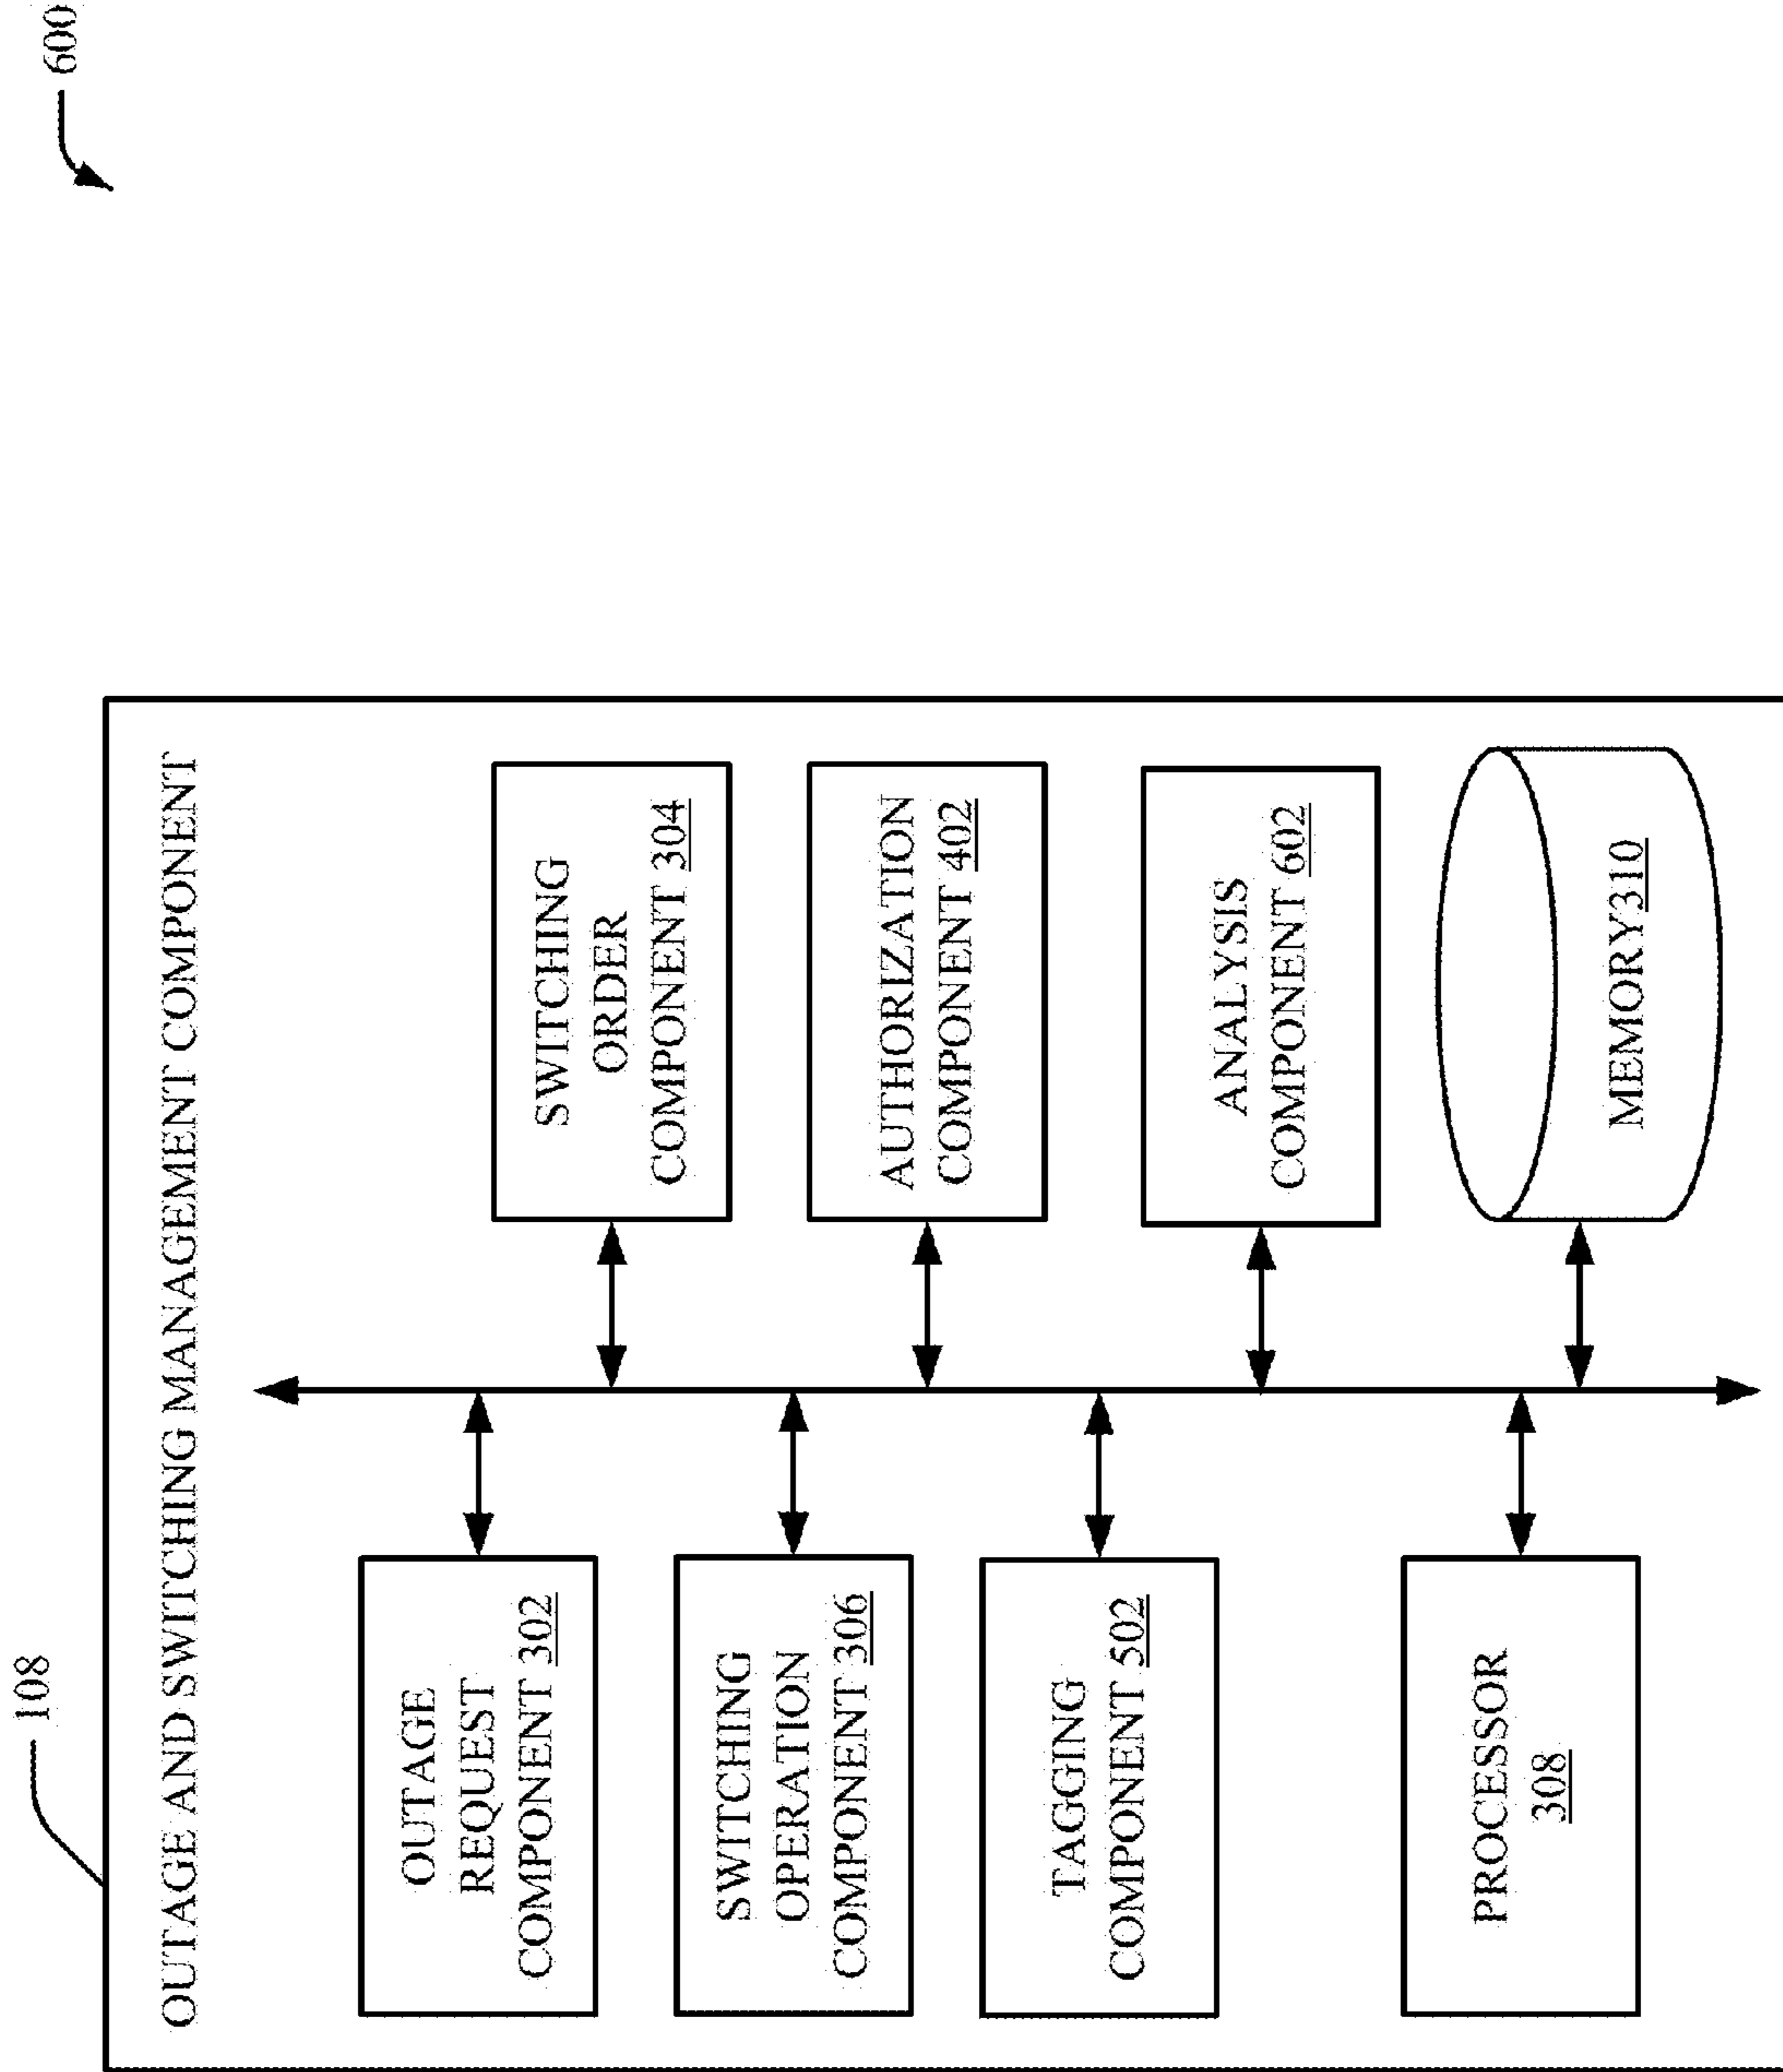 600
108
OUTAGE AND SWITCHING MANAGEMENT COMPONENT
OUTAGE
REQUEST
COMPONENT 302
SWITCHING
ORDER
COMPONENT 304
SWITCHING
OPERATION
COMPONENT 306
AUTHORIZATION
COMPONENT 402
TAGGING
COMPONENT 502
ANALYSIS
COMPONENT 602
PROCESSOR
308
MEMORY310